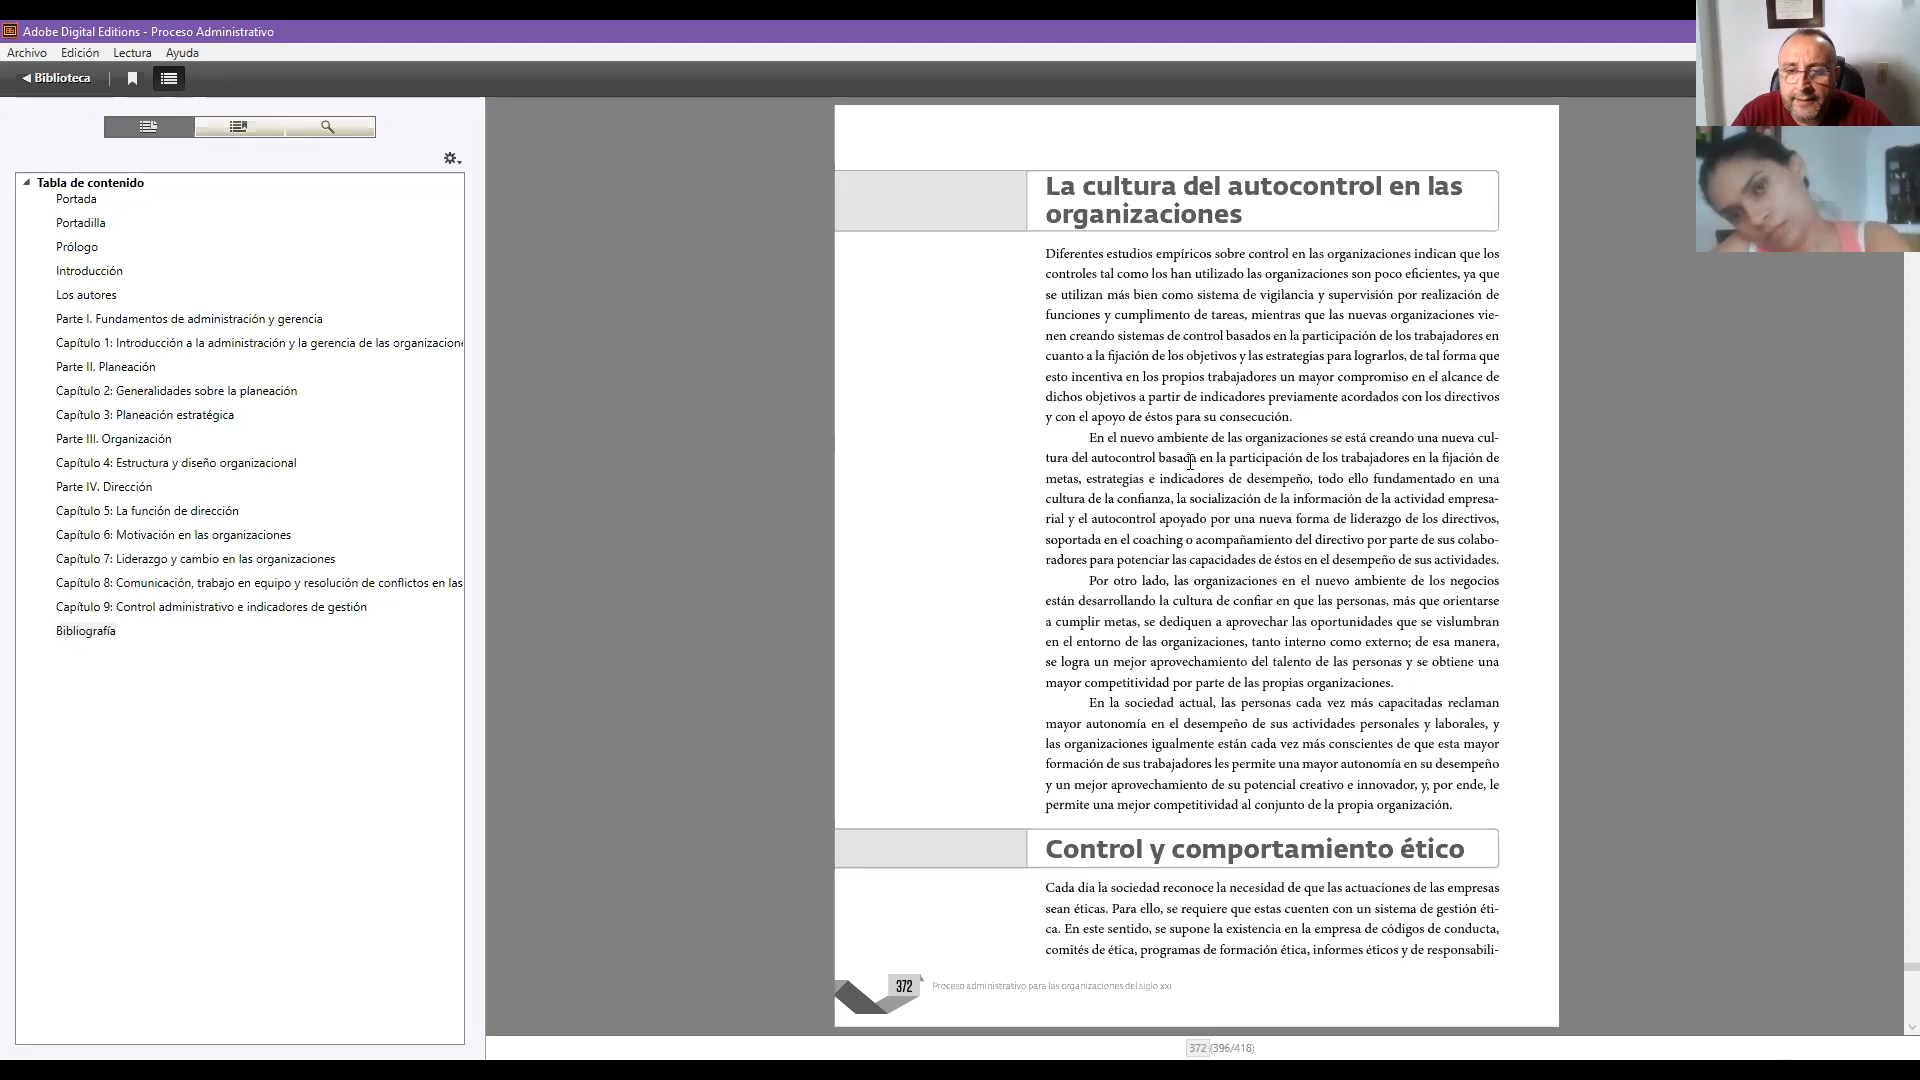 Adobe Digital Editions - Proceso Administrativo
Archivo Edición Lectura Ayuda
Biblioteca
Tabla de contenido
Portada
Portadilla
Prólogo
Introducción
Los autores
Parte I. Fundamentos de administración y gerencia
Capítulo 1: Introducción a la administración y la gerencia de las organizacione
Parte II. Planeación
Capítulo 2: Generalidades sobre la planeación
Capítulo 3: Planeación estratégica
Parte III. Organización
Capítulo 4: Estructura y diseño organizacional
Parte IV. Dirección
Capítulo 5: La función de dirección
Capítulo 6: Motivación en las organizaciones
Capítulo 7: Liderazgo y cambio en las organizaciones
Capítulo 8: Comunicación, trabajo en equipo y resolución de conflictos en las
Capítulo 9: Control administrativo e indicadores de gestión
Bibliografía
La cultura del autocontrol en las
organizaciones
Diferentes estudios empíricos sobre control en las organizaciones indican que los
controles tal como los han utilizado las organizaciones son poco eficientes, ya que
se utilizan más bien como sistema de vigilancia y supervisión por realización de
funciones y cumplimento de tareas, mientras que las nuevas organizaciones vie-
nen creando sistemas de control basados en la participación de los trabajadores en
cuanto a la fijación de los objetivos y las estrategias para lograrlos, de tal forma que
esto incentiva en los propios trabajadores un mayor compromiso en el alcance de
dichos objetivos a partir de indicadores previamente acordados con los directivos
y con el apoyo de éstos para su consecución.
En el nuevo ambiente de las organizaciones se está creando una nueva cul-
tura del autocontrol basada en la participación de los trabajadores en la fijación de
metas, estrategias e indicadores de desempeño, todo ello fundamentado en una
cultura de la confianza, la socialización de la información de la actividad empresa-
rial y el autocontrol apoyado por una nueva forma de liderazgo de los directivos,
soportada en el coaching o acompañamiento del directivo por parte de sus colabo-
radores para potenciar las capacidades de éstos en el desempeño de sus actividades.
Por otro lado, las organizaciones en el nuevo ambiente de los negocios
están desarrollando la cultura de confiar en que las personas, más que orientarse
a cumplir metas, se dediquen a aprovechar las oportunidades que se vislumbran
en el entorno de las organizaciones, tanto interno como externo; de esa manera,
se logra un mejor aprovechamiento del talento de las personas y se obtiene una
mayor competitividad por parte de las propias organizaciones.
En la sociedad actual, las personas cada vez más capacitadas reclaman
mayor autonomía en el desempeño de sus actividades personales y laborales, y
las organizaciones igualmente están cada vez más conscientes de que esta mayor
formación de sus trabajadores les permite una mayor autonomía en su desempeño
y un mejor aprovechamiento de su potencial creativo e innovador, y, por ende, le
permite una mejor competitividad al conjunto de la propia organización.
Control y comportamiento ético
Cada día la sociedad reconoce la necesidad de que las actuaciones de las empresas
sean éticas. Para ello, se requiere que estas cuenten con un sistema de gestión éti-
ca. En este sentido, se supone la existencia en la empresa de códigos de conducta,
comités de ética, programas de formación ética, informes éticos y de responsabili-
372 Proceso administrativo para las organizaciones del siglo XXI
372 (396/418)